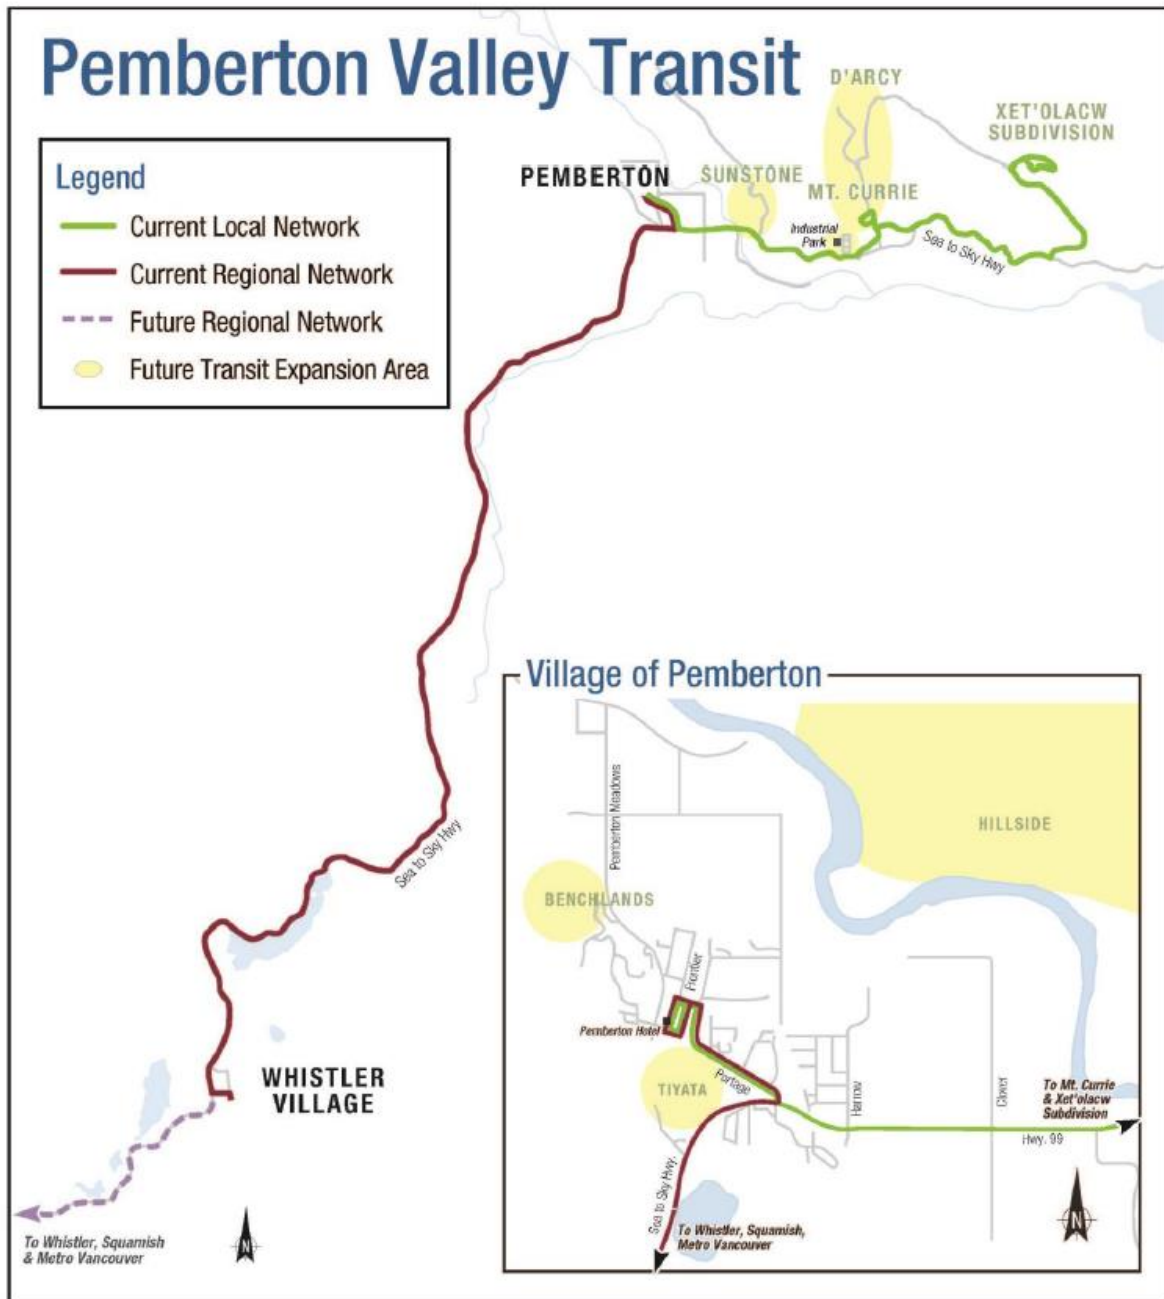 Pemberton Valley Transit
Legend
Current Local Network
Current Regional Network
Future Regional Network
Future Transit Expansion Area
D'ARCY
XET'OLACW
SUBDIVISION
PEMBERTON
SUNSTONE
MT. CURRIE
Industrial
Park
Sea to Sky Hwy
Sea to Sky Hwy
WHISTLER
VILLAGE
To Whistler, Squamish
& Metro Vancouver
N
Village of Pemberton
Pemberton Meadows
HILLSIDE
BENCHLANDS
Frontier
Pemberton Hotel
TIYATA
Portage
Harrow
Clover
To Mt. Currie
& Xet'olacw
Subdivision
Hwy. 99
Sea to Sky Hwy.
To Whistler, Squamish,
Metro Vancouver
N